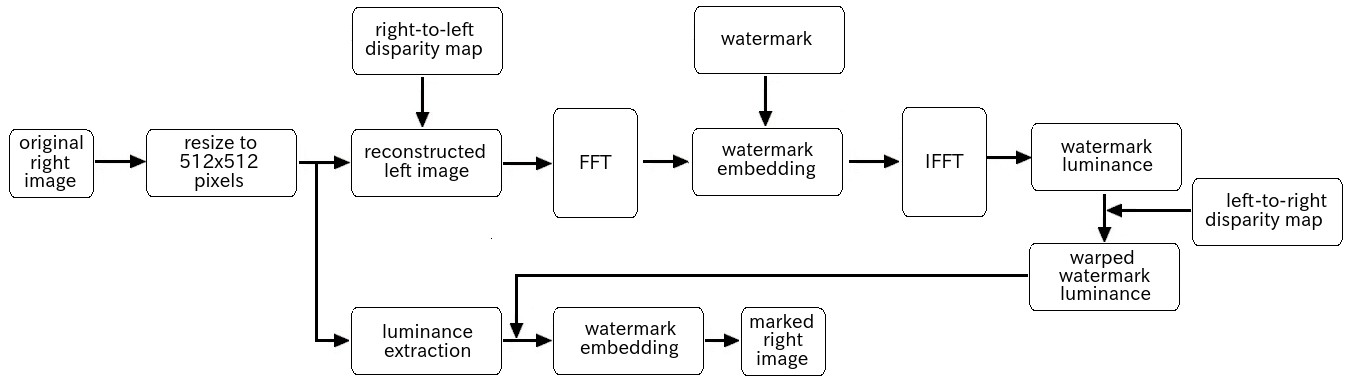 right-to-left
disparity map
watermark
original
right
image
resize to
512x512
pixels
reconstructed
left image
FFT
watermark
embedding
IFFT
watermark
luminance
left-to-right
disparity map
warped
watermark
luminance
luminance
extraction
watermark
embedding
marked
right
image